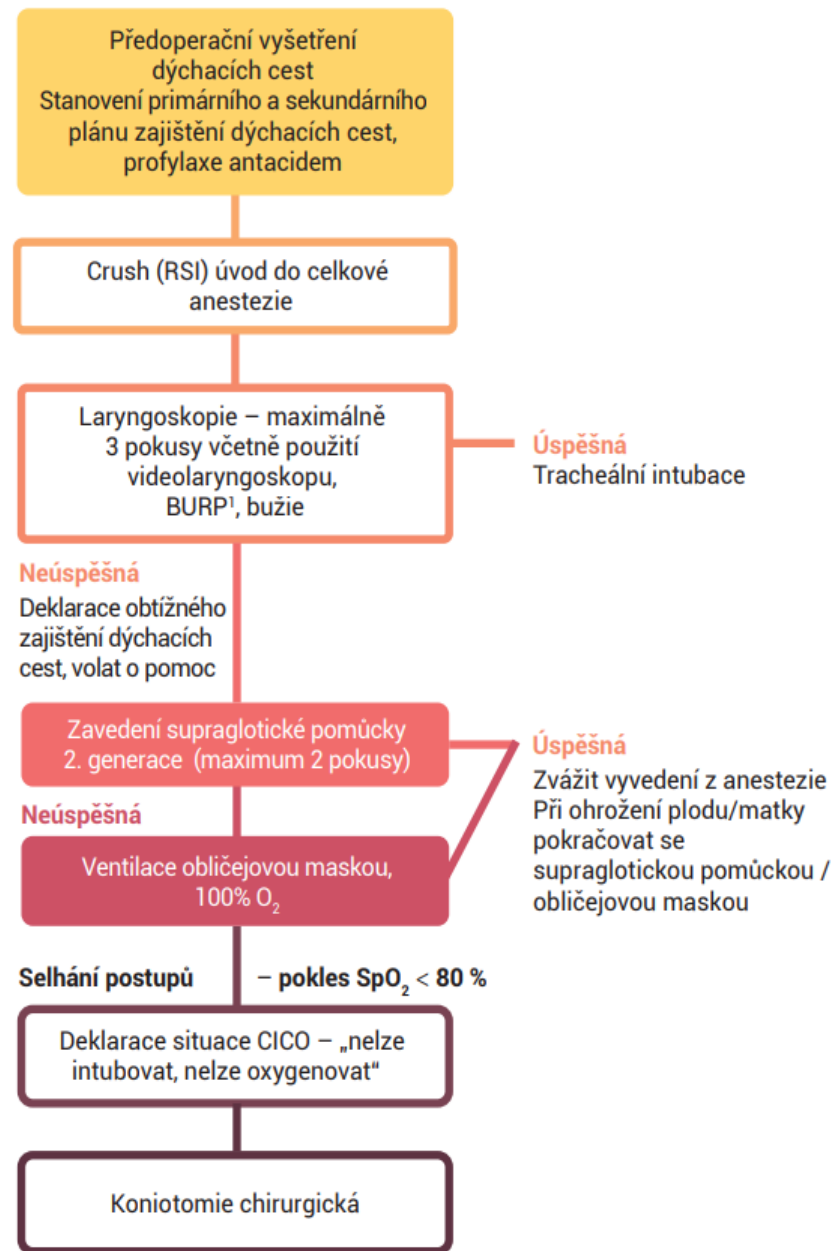 Předoperační vyšetření
dýchacích cest
Stanovení primárního a sekundárního
plánu zajištění dýchacích cest,
profylaxe antacidem
Crush (RSI) úvod do celkové
anestezie
Laryngoskopie – maximálně
3 pokusy včetně použití
videolaryngoskopu,
BURP¹, bužie
Úspěšná
Tracheální intubace
Neúspěšná
Deklarace obtížného
zajištění dýchacích
cest, volat o pomoc
Zavedení supraglotické pomůcky
2. generace (maximum 2 pokusy)
Úspěšná
Zvážit vyvedení z anestezie
Při ohrožení plodu/matky
pokračovat se
supraglotickou pomůckou /
obličejovou maskou
Neúspěšná
Ventilace obličejovou maskou,
100% O₂
Selhání postupů – pokles SpO₂ < 80 %
Deklarace situace CICO – „nelze
intubovat, nelze oxygenovat“
Koniotomie chirurgická